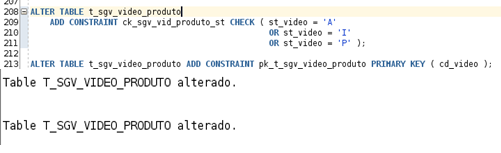 207
208 ALTER TABLE t_sgv_video_produto
209 ADD CONSTRAINT ck_sgv_vid_produto_st CHECK ( st_video = 'A'
210 OR st_video = 'I'
211 OR st_video = 'P' );
212
213 ALTER TABLE t_sgv_video_produto ADD CONSTRAINT pk_t_sgv_video_produto PRIMARY KEY ( cd_video );
Table T_SGV_VIDEO_PRODUTO alterado.
Table T_SGV_VIDEO_PRODUTO alterado.